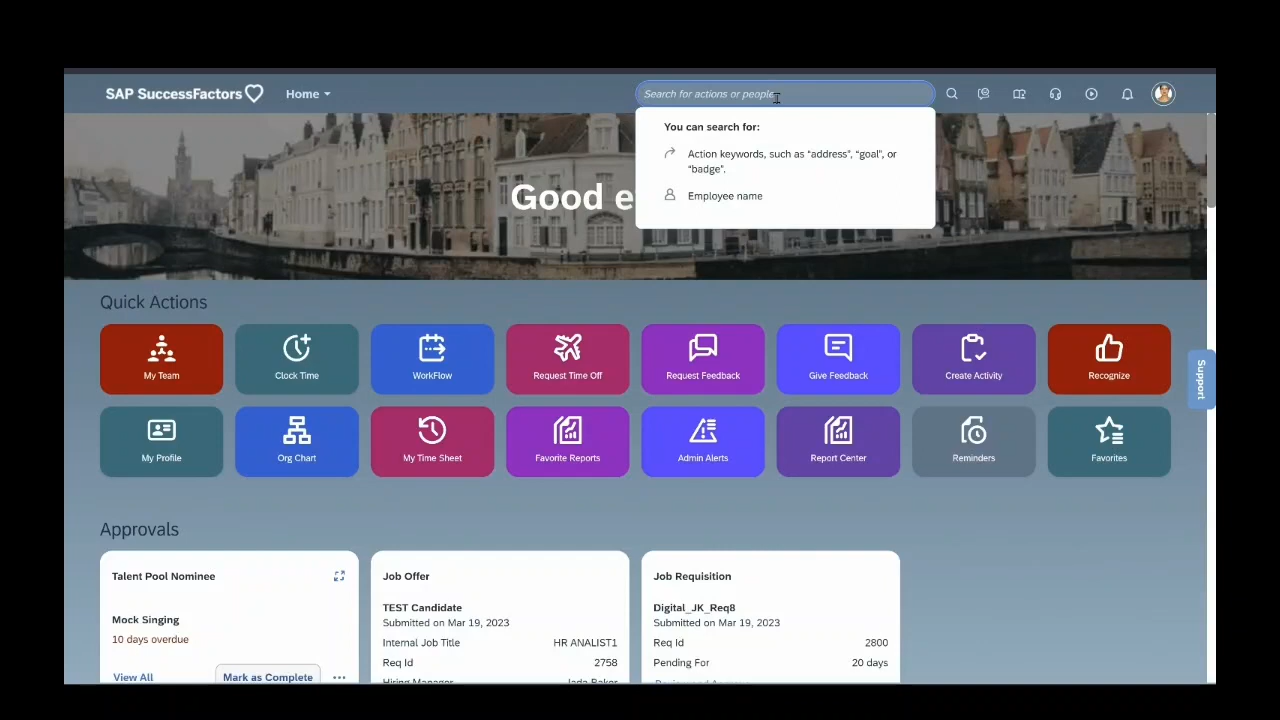 SAP SuccessFactors
Home
Search for actions or people
You can search for:
Action keywords, such as "address", "goal", or
"badge".
Employee name
Good e
Quick Actions
My Team
Clock Time
WorkFlow
Request Time Off
Request Feedback
Give Feedback
Create Activity
Recognize
My Profile
Org Chart
My Time Sheet
Favorite Reports
Admin Alerts
Report Center
Reminders
Favorites
Support
Approvals
Talent Pool Nominee
Mock Singing
10 days overdue
View All
Mark as Complete
Job Offer
TEST Candidate
Submitted on Mar 19, 2023
Internal Job Title HR ANALIST1
Req Id 2758
Hiring Manager Jada Baker
Job Requisition
Digital_JK_Req8
Submitted on Mar 19, 2023
Req Id 2800
Pending For 20 days